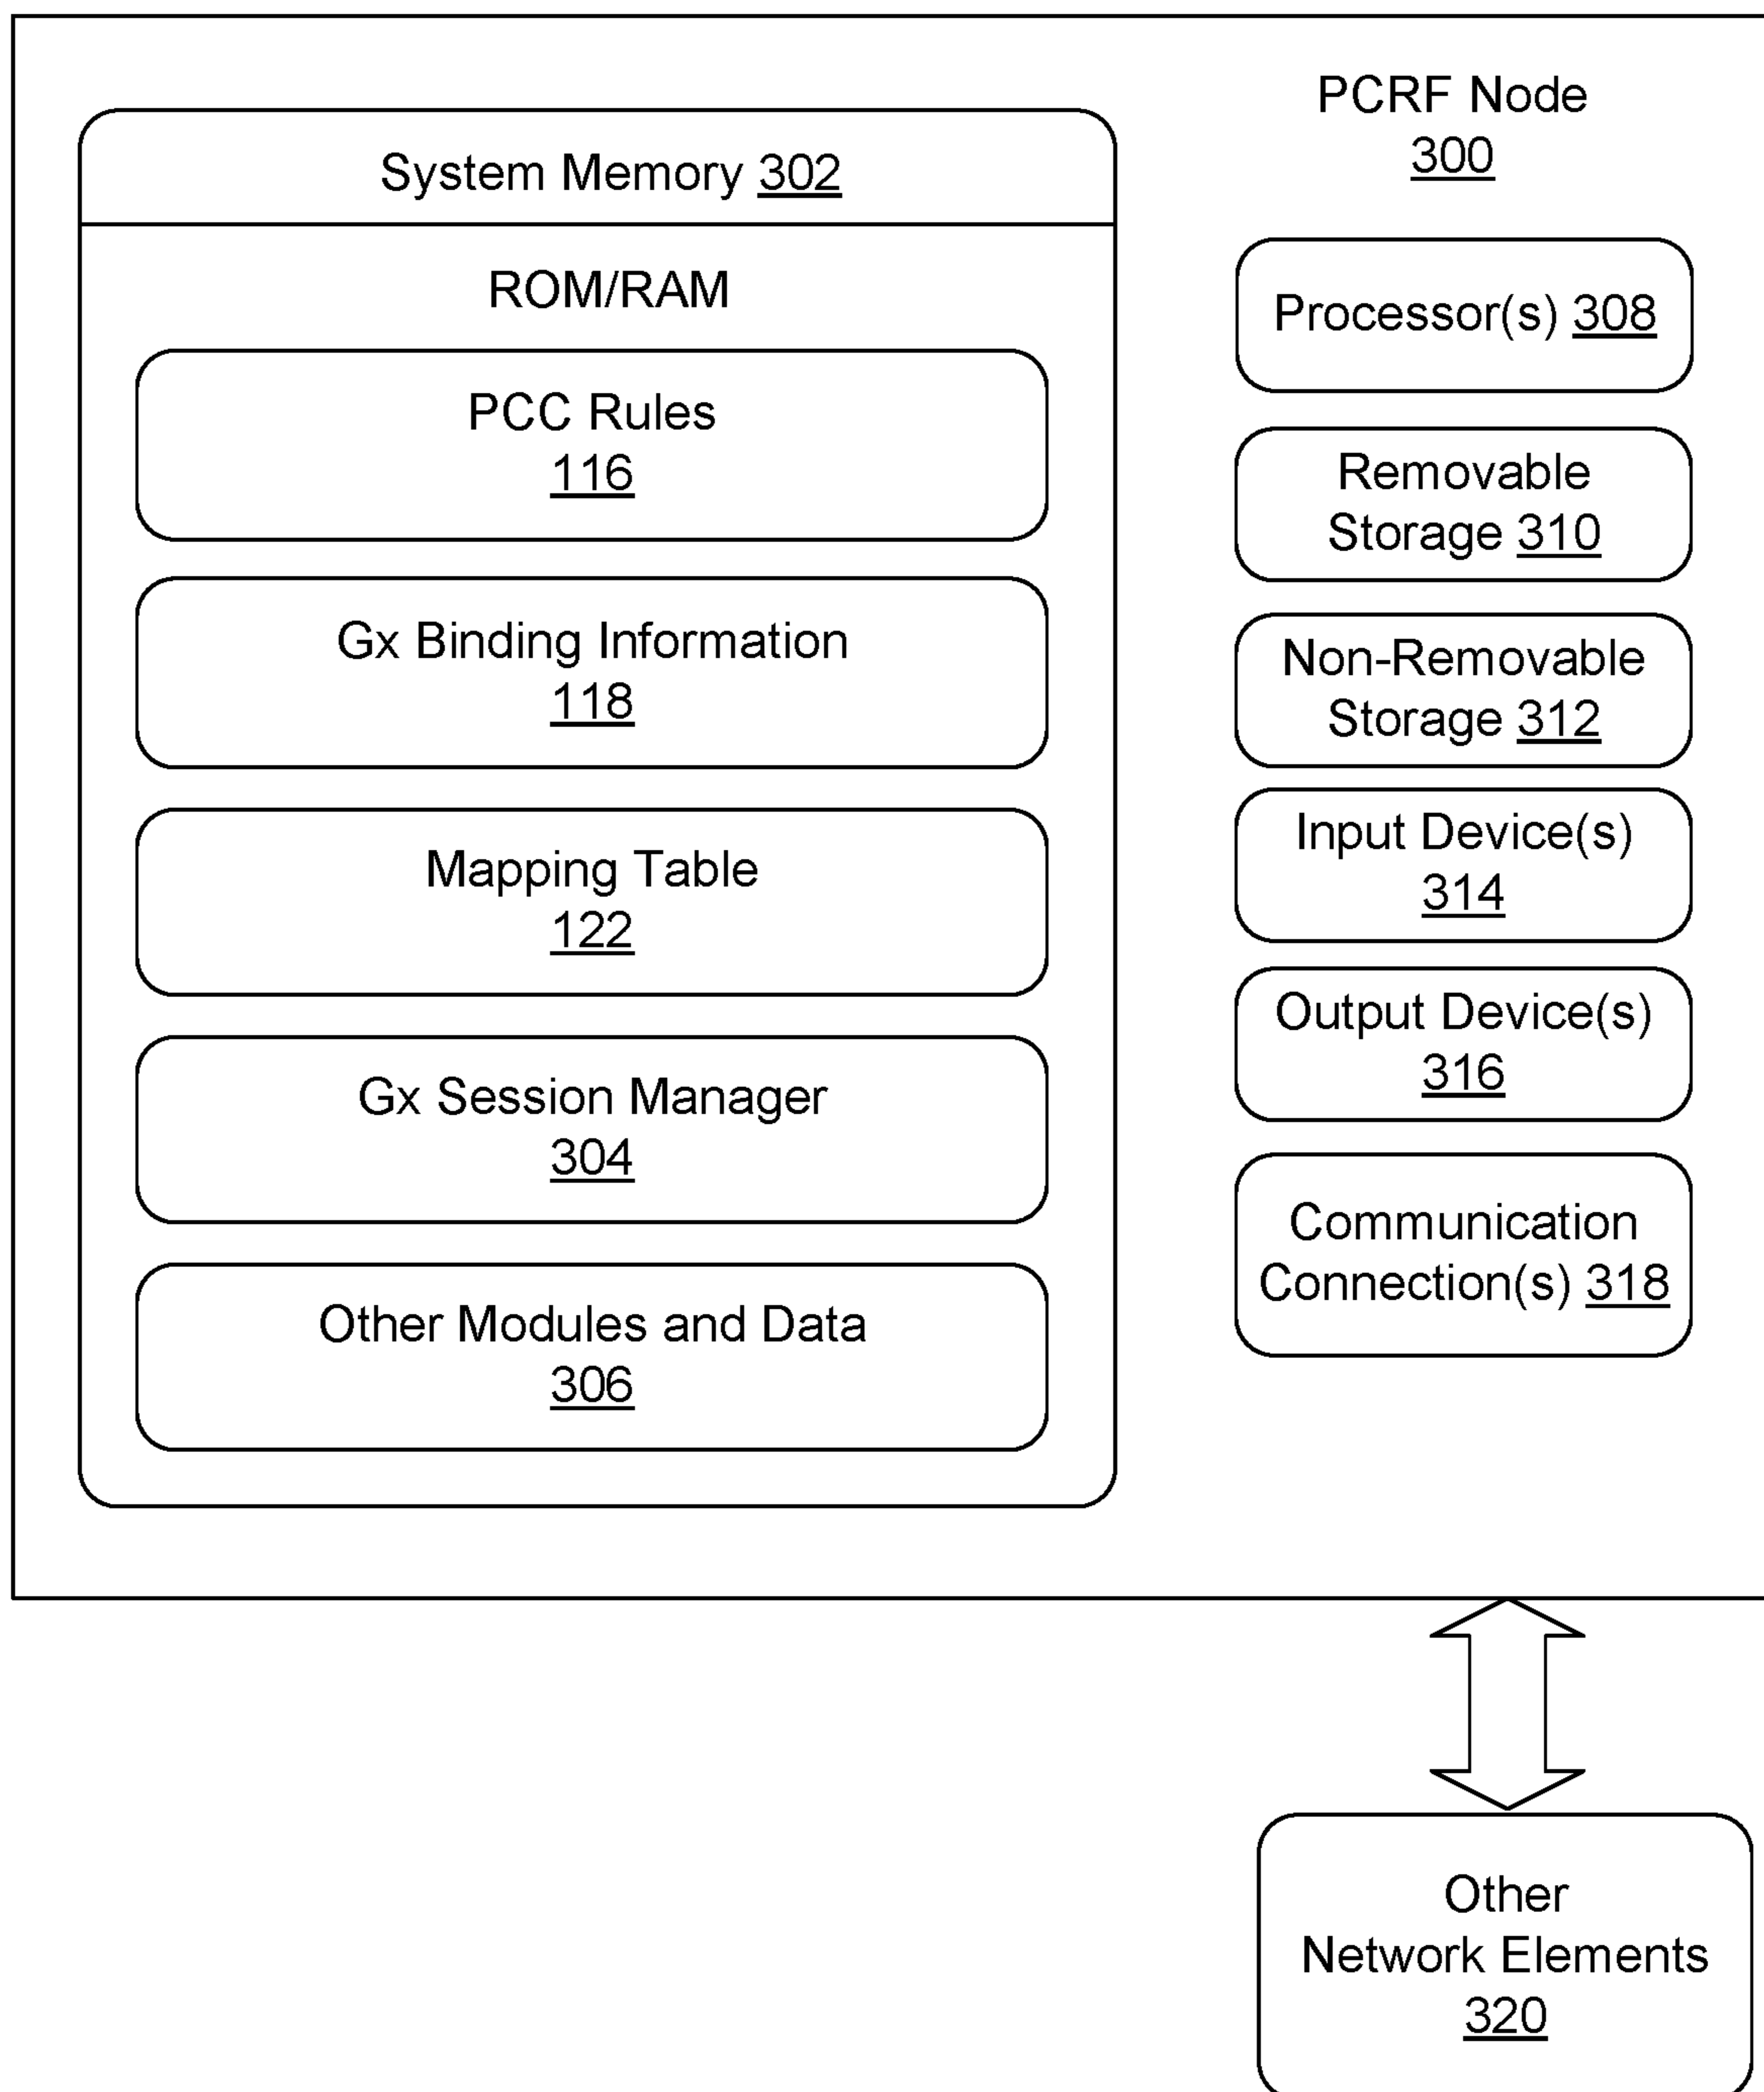 PCRF Node
300
System Memory 302
ROM/RAM
PCC Rules
116
Gx Binding Information
118
Mapping Table
122
Gx Session Manager
304
Other Modules and Data
306
Processor(s) 308
Removable
Storage 310
Non-Removable
Storage 312
Input Device(s)
314
Output Device(s)
316
Communication
Connection(s) 318
Other
Network Elements
320